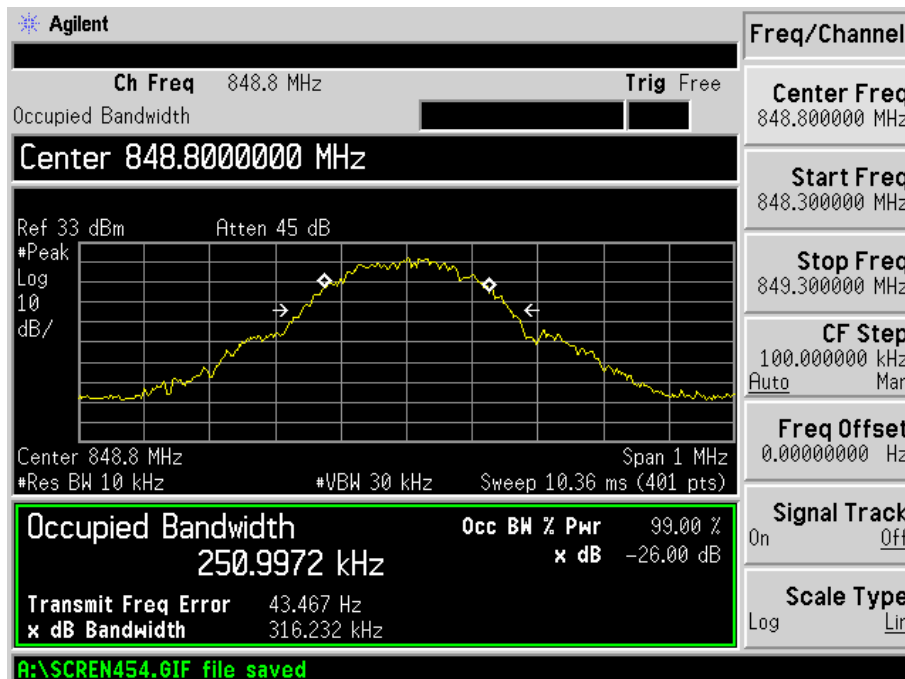 Agilent
Ch Freq 848.8 MHz Trig Free
Occupied Bandwidth
Center 848.8000000 MHz
Ref 33 dBm Atten 45 dB
#Peak
Log
10
dB/
Center 848.8 MHz Span 1 MHz
#Res BW 10 kHz #VBW 30 kHz Sweep 10.36 ms (401 pts)
Occupied Bandwidth
250.9972 kHz
Occ BW % Pwr 99.00 %
x dB -26.00 dB
Transmit Freq Error 43.467 Hz
x dB Bandwidth 316.232 kHz
A:\SCREN454.GIF file saved
Freq/Channel
Center Freq
848.800000 MHz
Start Freq
848.300000 MHz
Stop Freq
849.300000 MHz
CF Step
100.000000 kHz
Auto Man
Freq Offset
0.00000000 Hz
Signal Track
On Off
Scale Type
Log Lin